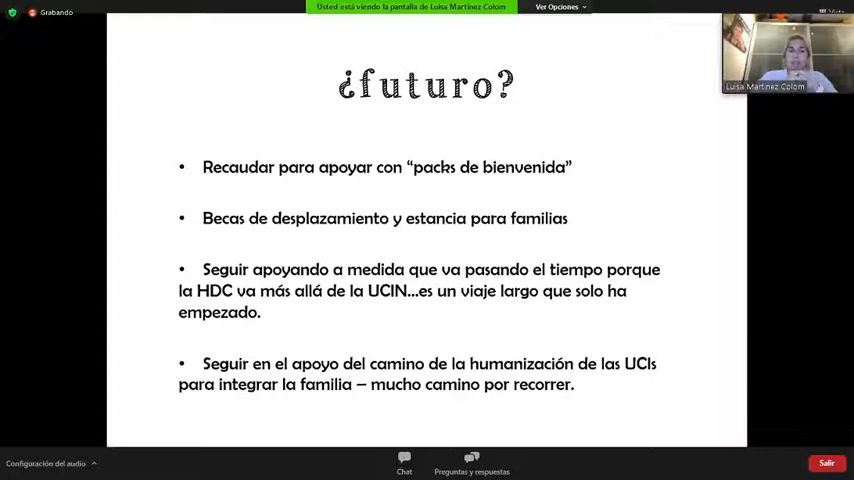 Grabando
Usted está viendo la pantalla de Luisa Martinez Colom
Ver Opciones
Vista
Luisa Martinez Colom
¿futuro?
• Recaudar para apoyar con “packs de bienvenida”
• Becas de desplazamiento y estancia para familias
• Seguir apoyando a medida que va pasando el tiempo porque
la HDC va más allá de la UCIN...es un viaje largo que solo ha
empezado.
• Seguir en el apoyo del camino de la humanización de las UCIs
para integrar la familia – mucho camino por recorrer.
Configuración del audio
Chat
Preguntas y respuestas
Salir